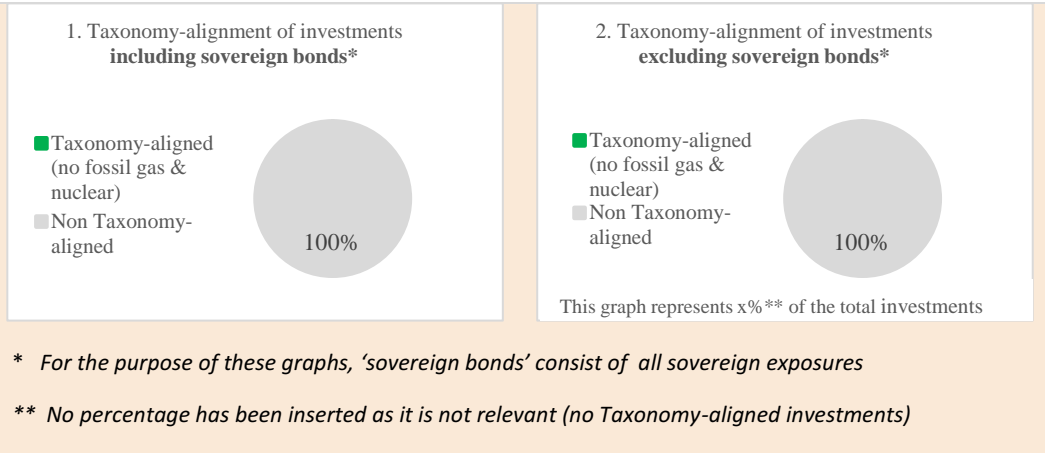 1. Taxonomy-alignment of investments
including sovereign bonds*
Taxonomy-aligned
(no fossil gas &
nuclear)
Non Taxonomy-
aligned
100%
2. Taxonomy-alignment of investments
excluding sovereign bonds*
Taxonomy-aligned
(no fossil gas &
nuclear)
Non Taxonomy-
aligned
100%
This graph represents x%** of the total investments
* For the purpose of these graphs, ‘sovereign bonds’ consist of all sovereign exposures
** No percentage has been inserted as it is not relevant (no Taxonomy-aligned investments)